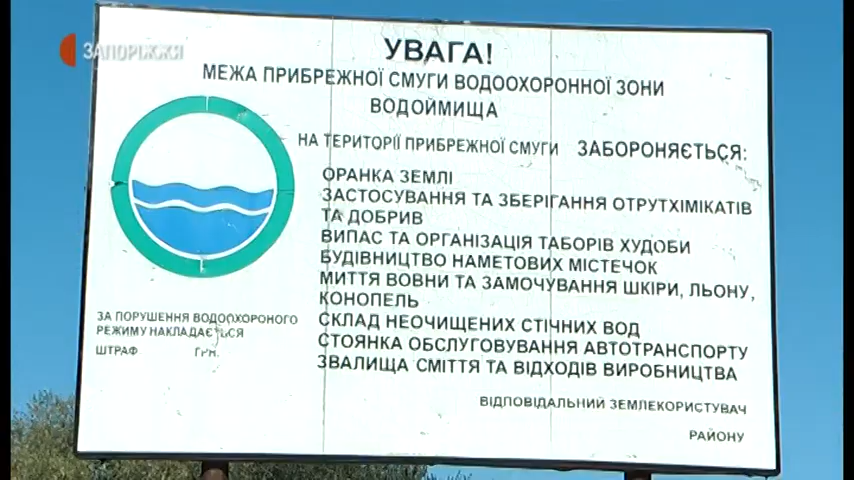 ЗАПОРІЖЖЯ
УВАГА!
МЕЖА ПРИБРЕЖНОЇ СМУГИ ВОДООХОРОННОЇ ЗОНИ
ВОДОЙМИЩА
НА ТЕРИТОРІЇ ПРИБРЕЖНОЇ СМУГИ ЗАБОРОНЯЄТЬСЯ:
ОРАНКА ЗЕМЛІ
ЗАСТОСУВАННЯ ТА ЗБЕРІГАННЯ ОТРУТХІМІКАТІВ
ТА ДОБРИВ
ВИПАС ТА ОРГАНІЗАЦІЯ ТАБОРІВ ХУДОБИ
БУДІВНИЦТВО НАМЕТОВИХ МІСТЕЧОК
МИТТЯ ВОВНИ ТА ЗАМОЧУВАННЯ ШКІРИ, ЛЬОНУ,
КОНОПЕЛЬ
СКЛАД НЕОЧИЩЕНИХ СТІЧНИХ ВОД
СТОЯНКА ОБСЛУГОВУВАННЯ АВТОТРАНСПОРТУ
ЗВАЛИЩА СМІТТЯ ТА ВІДХОДІВ ВИРОБНИЦТВА
ЗА ПОРУШЕННЯ ВОДООХОРОНОГО
РЕЖИМУ НАКЛАДАЄТЬСЯ
ШТРАФ ГРН.
ВІДПОВІДАЛЬНИЙ ЗЕМЛЕКОРИСТУВАЧ
РАЙОНУ